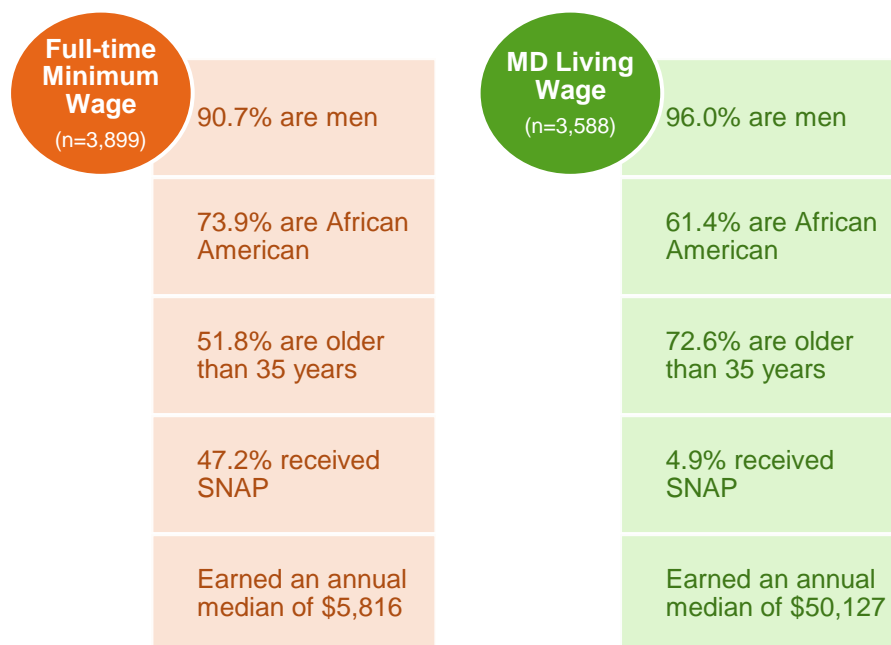 Full-time
Minimum
Wage
(n=3,899)
90.7% are men
73.9% are African
American
51.8% are older
than 35 years
47.2% received
SNAP
Earned an annual
median of $5,816
MD Living
Wage
(n=3,588)
96.0% are men
61.4% are African
American
72.6% are older
than 35 years
4.9% received
SNAP
Earned an annual
median of $50,127